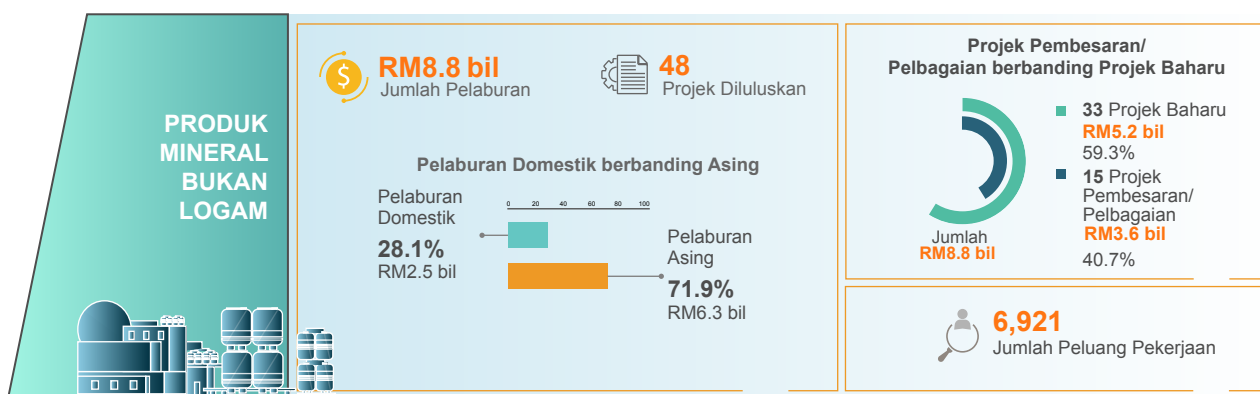 PRODUK
MINERAL
BUKAN
LOGAM
$
RM8.8 bil
Jumlah Pelaburan
48
Projek Diluluskan
Pelaburan Domestik berbanding Asing
Pelaburan
Domestik
28.1%
RM2.5 bil
0 20 40 60 80 100
Pelaburan
Asing
71.9%
RM6.3 bil
Projek Pembesaran/
Pelbagaian berbanding Projek Baharu
Jumlah
RM8.8 bil
33 Projek Baharu
RM5.2 bil
59.3%
15 Projek
Pembesaran/
Pelbagaian
RM3.6 bil
40.7%
6,921
Jumlah Peluang Pekerjaan